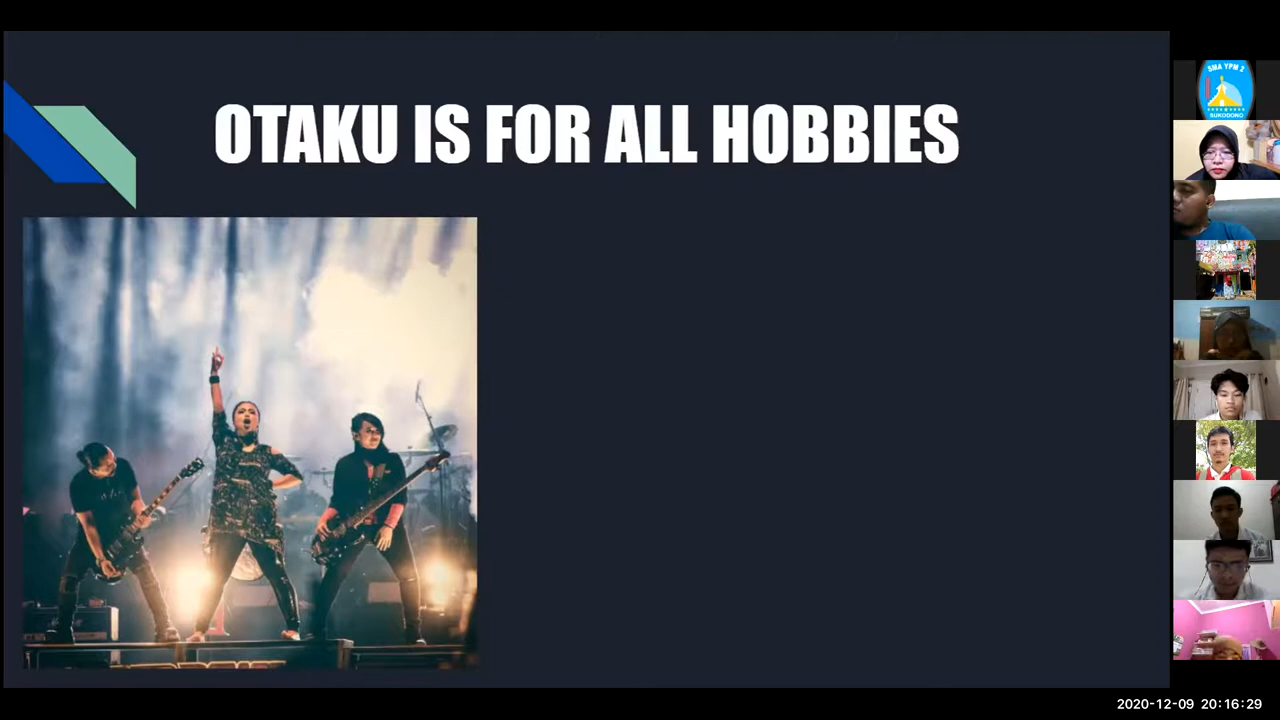 OTAKU IS FOR ALL HOBBIES
SMA YPM 2
SUKODONO
2020-12-09 20:16:29